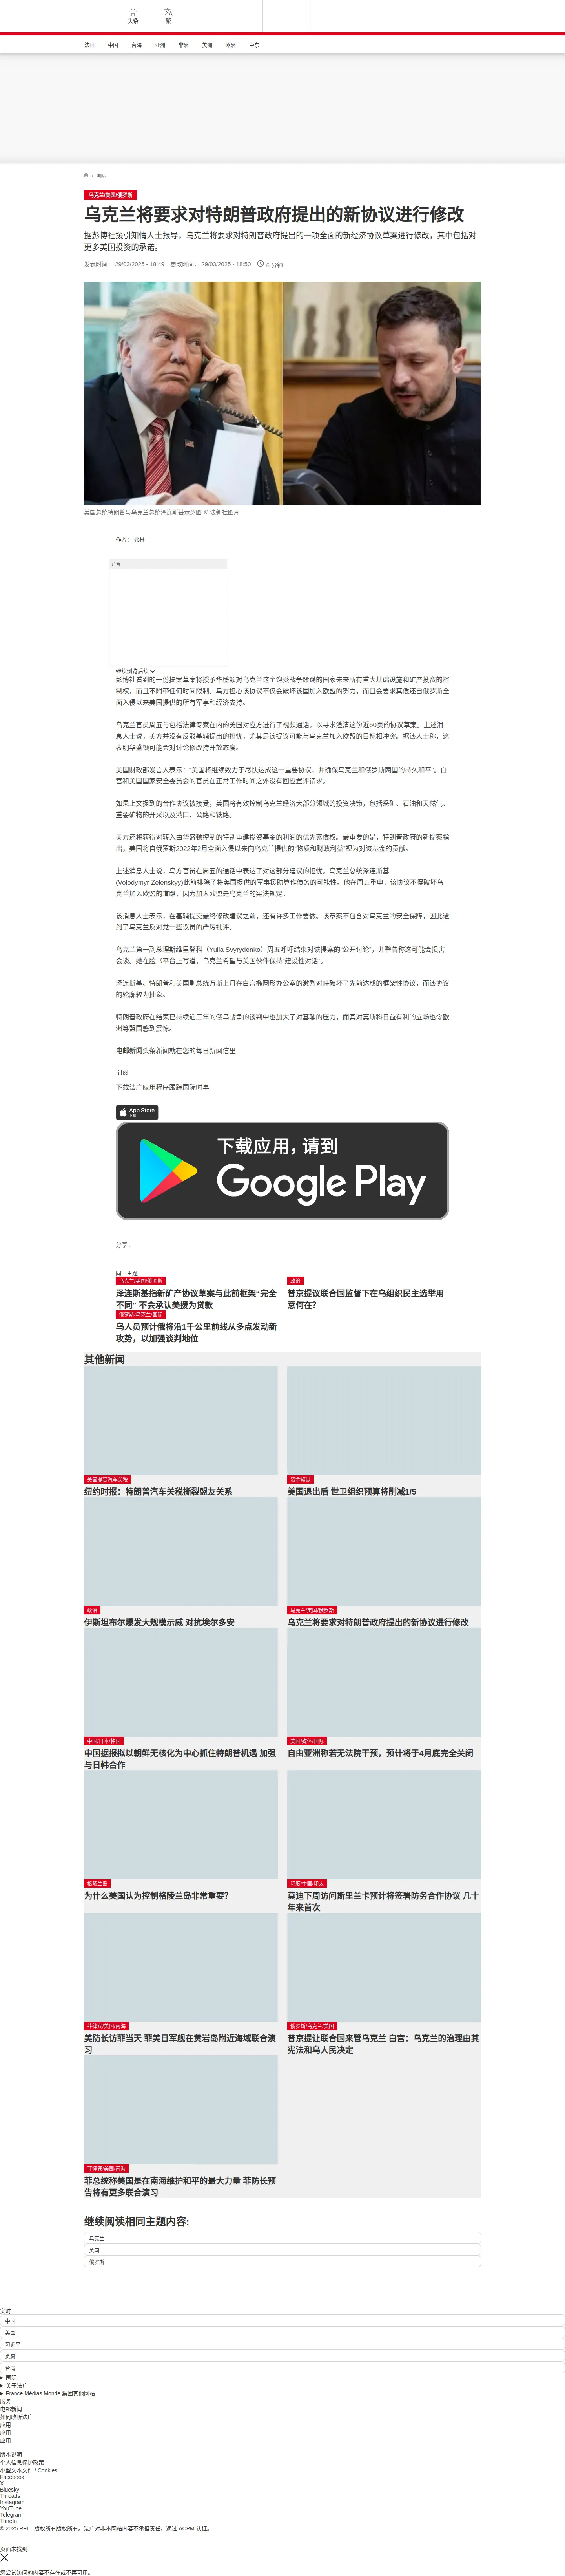 头条
繁
法国
中国
台海
亚洲
非洲
美洲
欧洲
中东
/ 国际
乌克兰/美国/俄罗斯
乌克兰将要求对特朗普政府提出的新协议进行修改
据彭博社援引知情人士报导，乌克兰将要求对特朗普政府提出的一项全面的新经济协议草案进行修改，其中包括对
更多美国投资的承诺。
发表时间： 29/03/2025 - 18:49 更改时间： 29/03/2025 - 18:50 6 分钟
美国总统特朗普与乌克兰总统泽连斯基示意图 © 法新社图片
作者： 弗林
广告
继续浏览后续
彭博社看到的一份提案草案将授予华盛顿对乌克兰这个饱受战争蹂躏的国家未来所有重大基础设施和矿产投资的控
制权，而且不附带任何时间限制。乌方担心该协议不仅会破坏该国加入欧盟的努力，而且会要求其偿还自俄罗斯全
面入侵以来美国提供的所有军事和经济支持。
乌克兰官员周五与包括法律专家在内的美国对应方进行了视频通话，以寻求澄清这份近60页的协议草案。上述消
息人士说，美方并没有反驳基辅提出的担忧，尤其是该提议可能与乌克兰加入欧盟的目标相冲突。据该人士称，这
表明华盛顿可能会对讨论修改持开放态度。
美国财政部发言人表示：“美国将继续致力于尽快达成这一重要协议，并确保乌克兰和俄罗斯两国的持久和平”。白
宫和美国国家安全委员会的官员在正常工作时间之外没有回应置评请求。
如果上文提到的合作协议被接受，美国将有效控制乌克兰经济大部分领域的投资决策，包括采矿、石油和天然气、
重要矿物的开采以及港口、公路和铁路。
美方还将获得对转入由华盛顿控制的特别重建投资基金的利润的优先索偿权。最重要的是，特朗普政府的新提案指
出，美国将自俄罗斯2022年2月全面入侵以来向乌克兰提供的“物质和财政利益”视为对该基金的贡献。
上述消息人士说，乌方官员在周五的通话中表达了对这部分建议的担忧。乌克兰总统泽连斯基
(Volodymyr Zelenskyy)此前排除了将美国提供的军事援助算作债务的可能性。他在周五重申，该协议不得破坏乌
克兰加入欧盟的道路，因为加入欧盟是乌克兰的宪法规定。
该消息人士表示，在基辅提交最终修改建议之前，还有许多工作要做。该草案不包含对乌克兰的安全保障，因此遭
到了乌克兰反对党一些议员的严厉批评。
乌克兰第一副总理斯维里登科（Yulia Svyrydenko）周五呼吁结束对该提案的“公开讨论”，并警告称这可能会损害
会谈。她在脸书平台上写道，乌克兰希望与美国伙伴保持“建设性对话”。
泽连斯基、特朗普和美国副总统万斯上月在白宫椭圆形办公室的激烈对峙破坏了先前达成的框架性协议，而该协议
的轮廓较为抽象。
特朗普政府在结束已持续逾三年的俄乌战争的谈判中也加大了对基辅的压力，而其对莫斯科日益有利的立场也令欧
洲等盟国感到震惊。
电邮新闻头条新闻就在您的每日新闻信里
订阅
下载法广应用程序跟踪国际时事
App Store
下载
下载应用，请到
Google Play
分享 :
同一主题
乌克兰/美国/俄罗斯
泽连斯基指新矿产协议草案与此前框架“完全
不同” 不会承认美援为贷款
政治
普京提议联合国监督下在乌组织民主选举用
意何在？
俄罗斯/乌克兰/国际
乌人员预计俄将沿1千公里前线从多点发动新
攻势，以加强谈判地位
其他新闻
美国提高汽车关税
纽约时报：特朗普汽车关税撕裂盟友关系
资金短缺
美国退出后 世卫组织预算将削减1/5
政治
伊斯坦布尔爆发大规模示威 对抗埃尔多安
乌克兰/美国/俄罗斯
乌克兰将要求对特朗普政府提出的新协议进行修改
中国/日本/韩国
中国据报拟以朝鲜无核化为中心抓住特朗普机遇 加强
与日韩合作
美国/媒体/国际
自由亚洲称若无法院干预，预计将于4月底完全关闭
格陵兰岛
为什么美国认为控制格陵兰岛非常重要？
印度/中国/印太
莫迪下周访问斯里兰卡预计将签署防务合作协议 几十
年来首次
菲律宾/美国/南海
美防长访菲当天 菲美日军舰在黄岩岛附近海域联合演
习
俄罗斯/乌克兰/美国
普京提让联合国来管乌克兰 白宫：乌克兰的治理由其
宪法和乌人民决定
菲律宾/美国/南海
菲总统称美国是在南海维护和平的最大力量 菲防长预
告将有更多联合演习
继续阅读相同主题内容:
乌克兰
美国
俄罗斯
实时
中国
美国
习近平
贪腐
台湾
国际
关于法广
France Médias Monde 集团其他网站
服务
电邮新闻
如何收听法广
应用
应用
应用
版本说明
个人信息保护政策
小型文本文件 / Cookies
Facebook
X
Bluesky
Threads
Instagram
YouTube
Telegram
TuneIn
© 2025 RFI – 版权所有版权所有。法广对非本网站内容不承担责任。通过 ACPM 认证。
页面未找到
您尝试访问的内容不存在或不再可用。